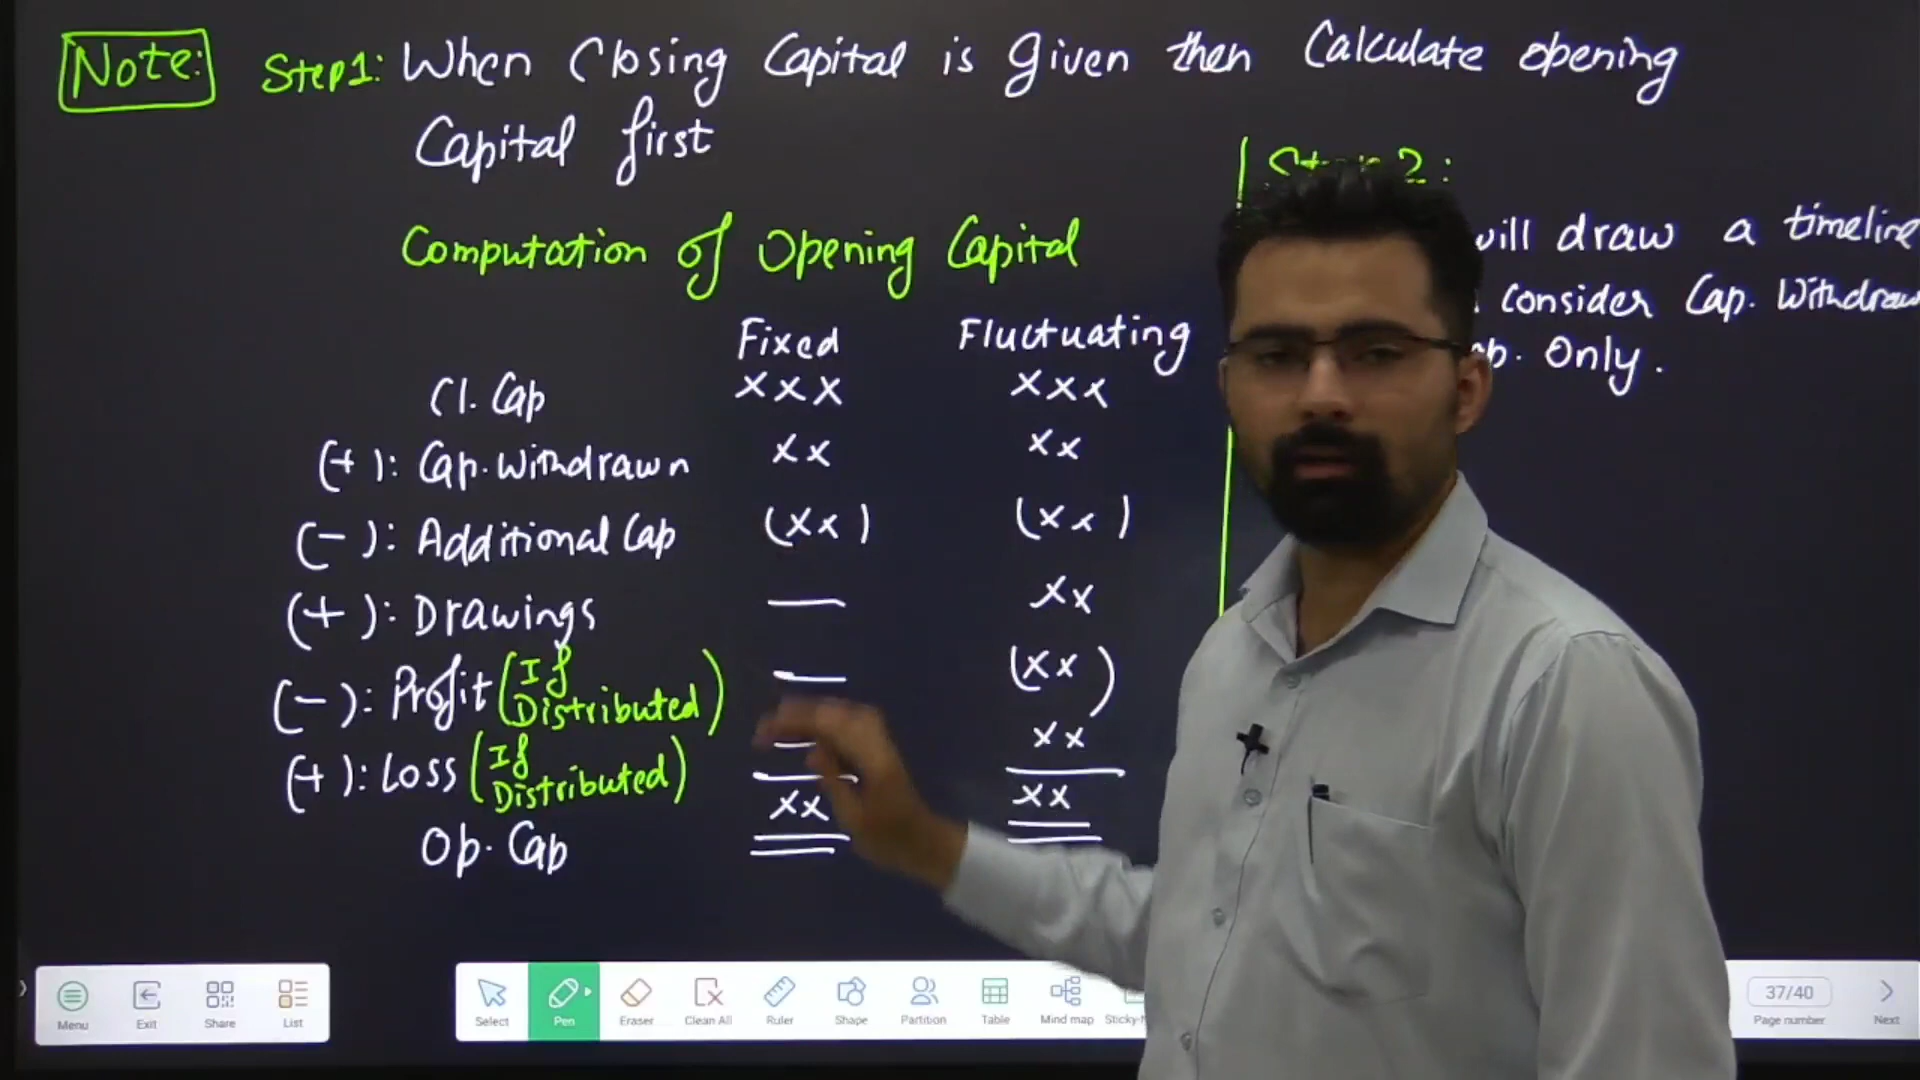 Note:
Step1: When Closing Capital is given then Calculate opening
Capital first
2:
will draw a timeline
consider Cap. Withdraw
Only.
Computation of Opening Capital
Fixed Fluctuating
Cl. Cap xxx xxx
(+): Cap. Withdrawn xx xx
(-): Additional Cap (xx) (xx)
(+): Drawings — xx
(-): Profit (If Distributed) — (xx)
(+): Loss (If Distributed) — xx
Op. Cap xx xx
Menu Exit Share List
Select Pen Eraser Clean All Ruler Shape Partition Table Mind map Sticky-
37/40
Page number Next